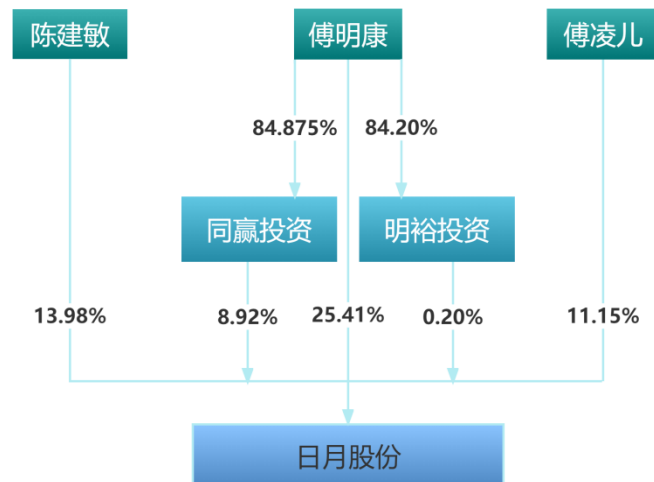 陈建敏
傅明康
傅凌儿
84.875%
84.20%
同赢投资
明裕投资
13.98%
8.92%
25.41%
0.20%
11.15%
日月股份